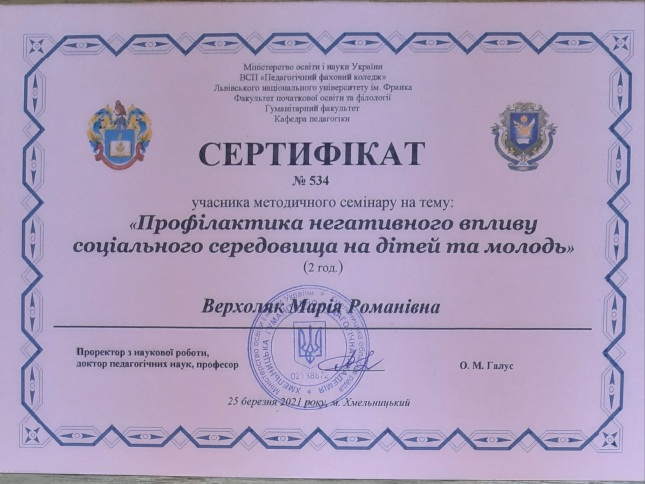 Міністерство освіти і науки України
ВСП «Педагогічний фаховий коледж»
Львівського національного університету ім. Франка
Факультет початкової освіти та філології
Гуманітарний факультет
Кафедра педагогіки
СЕРТИФІКАТ
№ 534
учасника методичного семінару на тему:
«Профілактика негативного впливу
соціального середовища на дітей та молодь»
(2 год.)
Верхоляк Марія Романівна
Проректор з наукової роботи,
доктор педагогічних наук, професор
О. М. Галус
25 березня 2021 року, м. Хмельницький